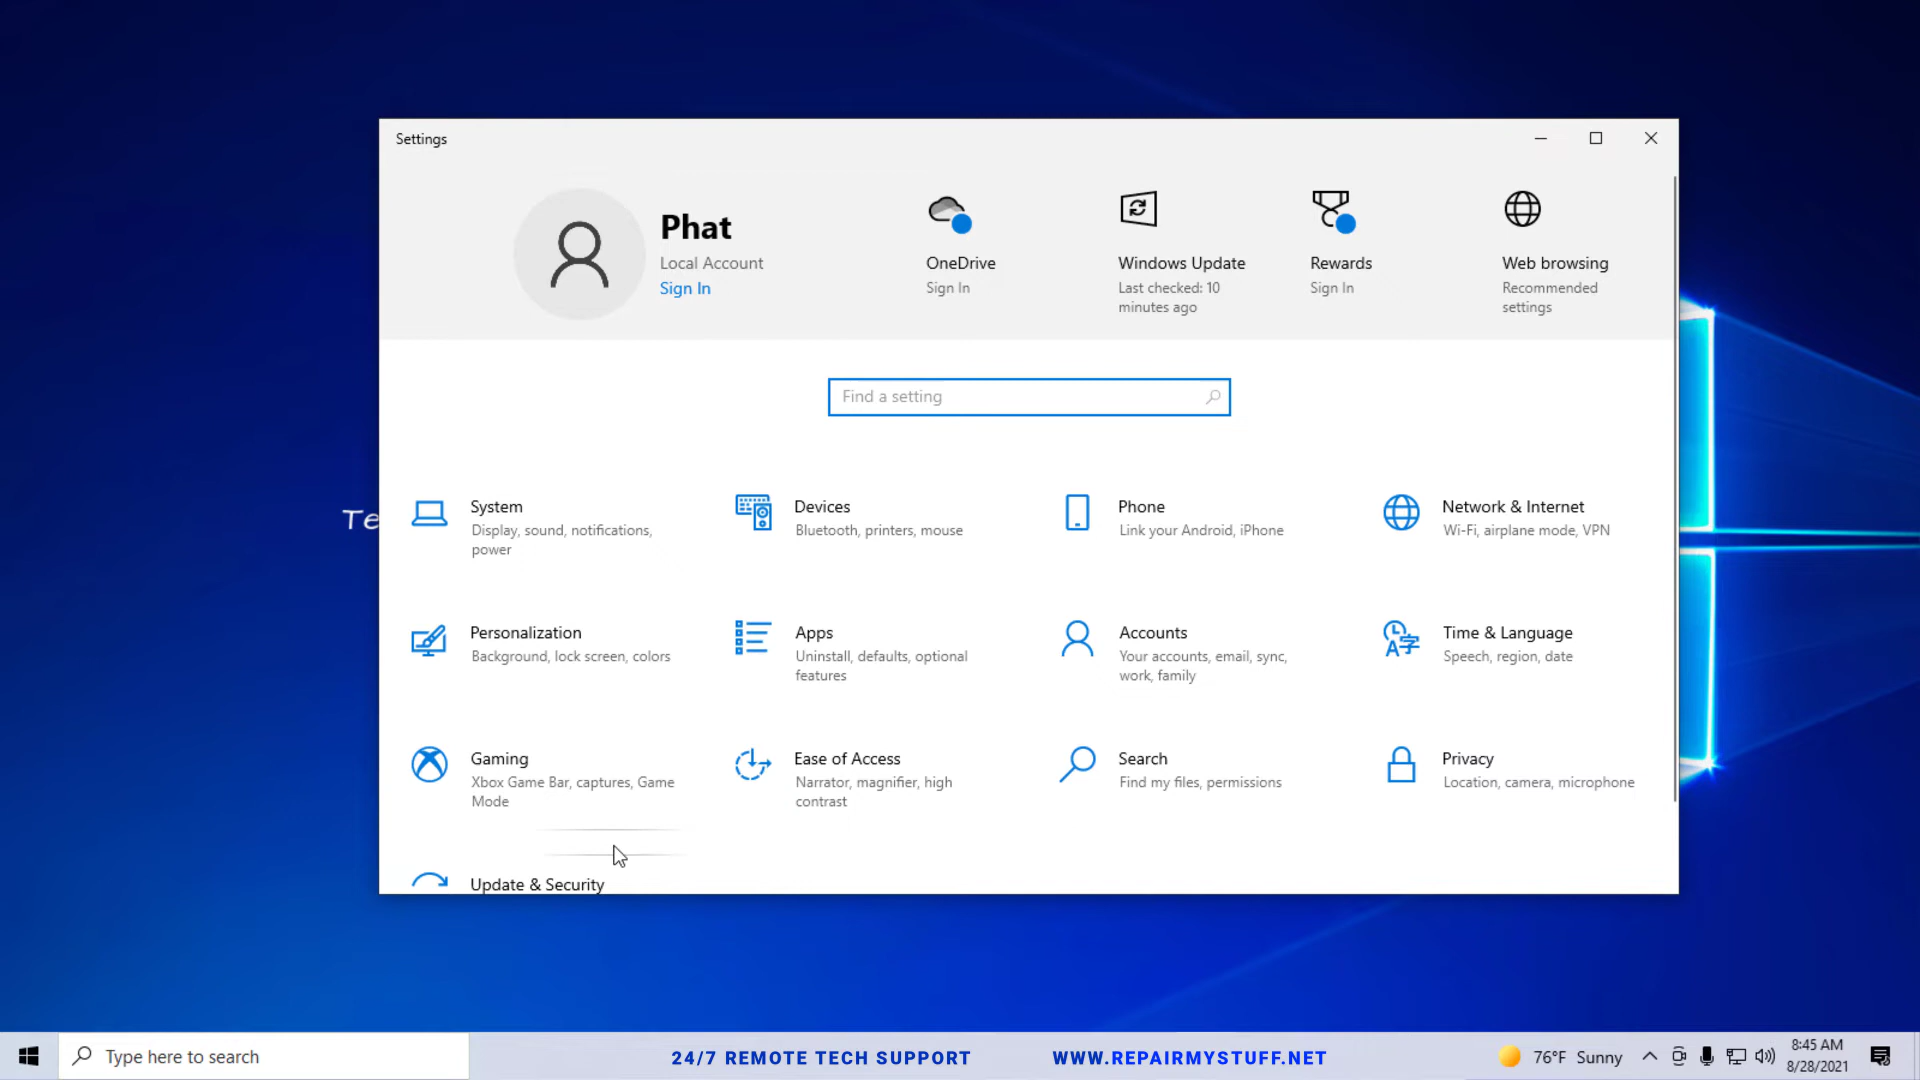 Settings
Phat
Local Account
Sign In
OneDrive
Sign In
Windows Update
Last checked: 10
minutes ago
Rewards
Sign In
Web browsing
Recommended
settings
Find a setting
Te
System
Display, sound, notifications,
power
Devices
Bluetooth, printers, mouse
Phone
Link your Android, iPhone
Network & Internet
Wi-Fi, airplane mode, VPN
Personalization
Background, lock screen, colors
Apps
Uninstall, defaults, optional
features
Accounts
Your accounts, email, sync,
work, family
Time & Language
Speech, region, date
Gaming
Xbox Game Bar, captures, Game
Mode
Ease of Access
Narrator, magnifier, high
contrast
Search
Find my files, permissions
Privacy
Location, camera, microphone
Update & Security
Type here to search
24/7 REMOTE TECH SUPPORT
WWW.REPAIRMYSTUFF.NET
76°F Sunny
8:45 AM
8/28/2021